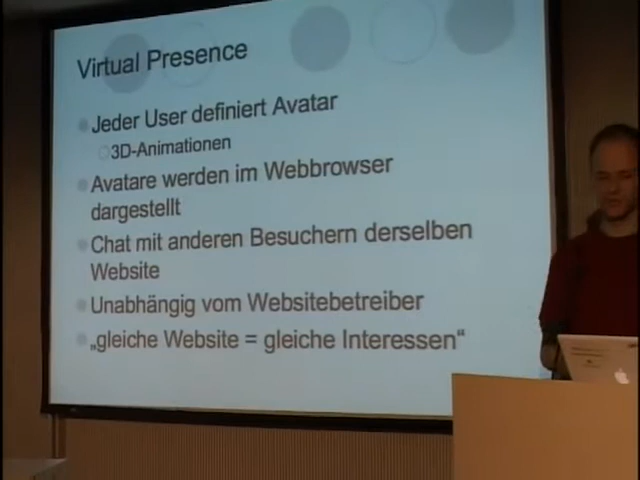 Virtual Presence
Jeder User definiert Avatar
3D-Animationen
Avatare werden im Webbrowser
dargestellt
Chat mit anderen Besuchern derselben
Website
Unabhängig vom Websitebetreiber
„gleiche Website = gleiche Interessen“